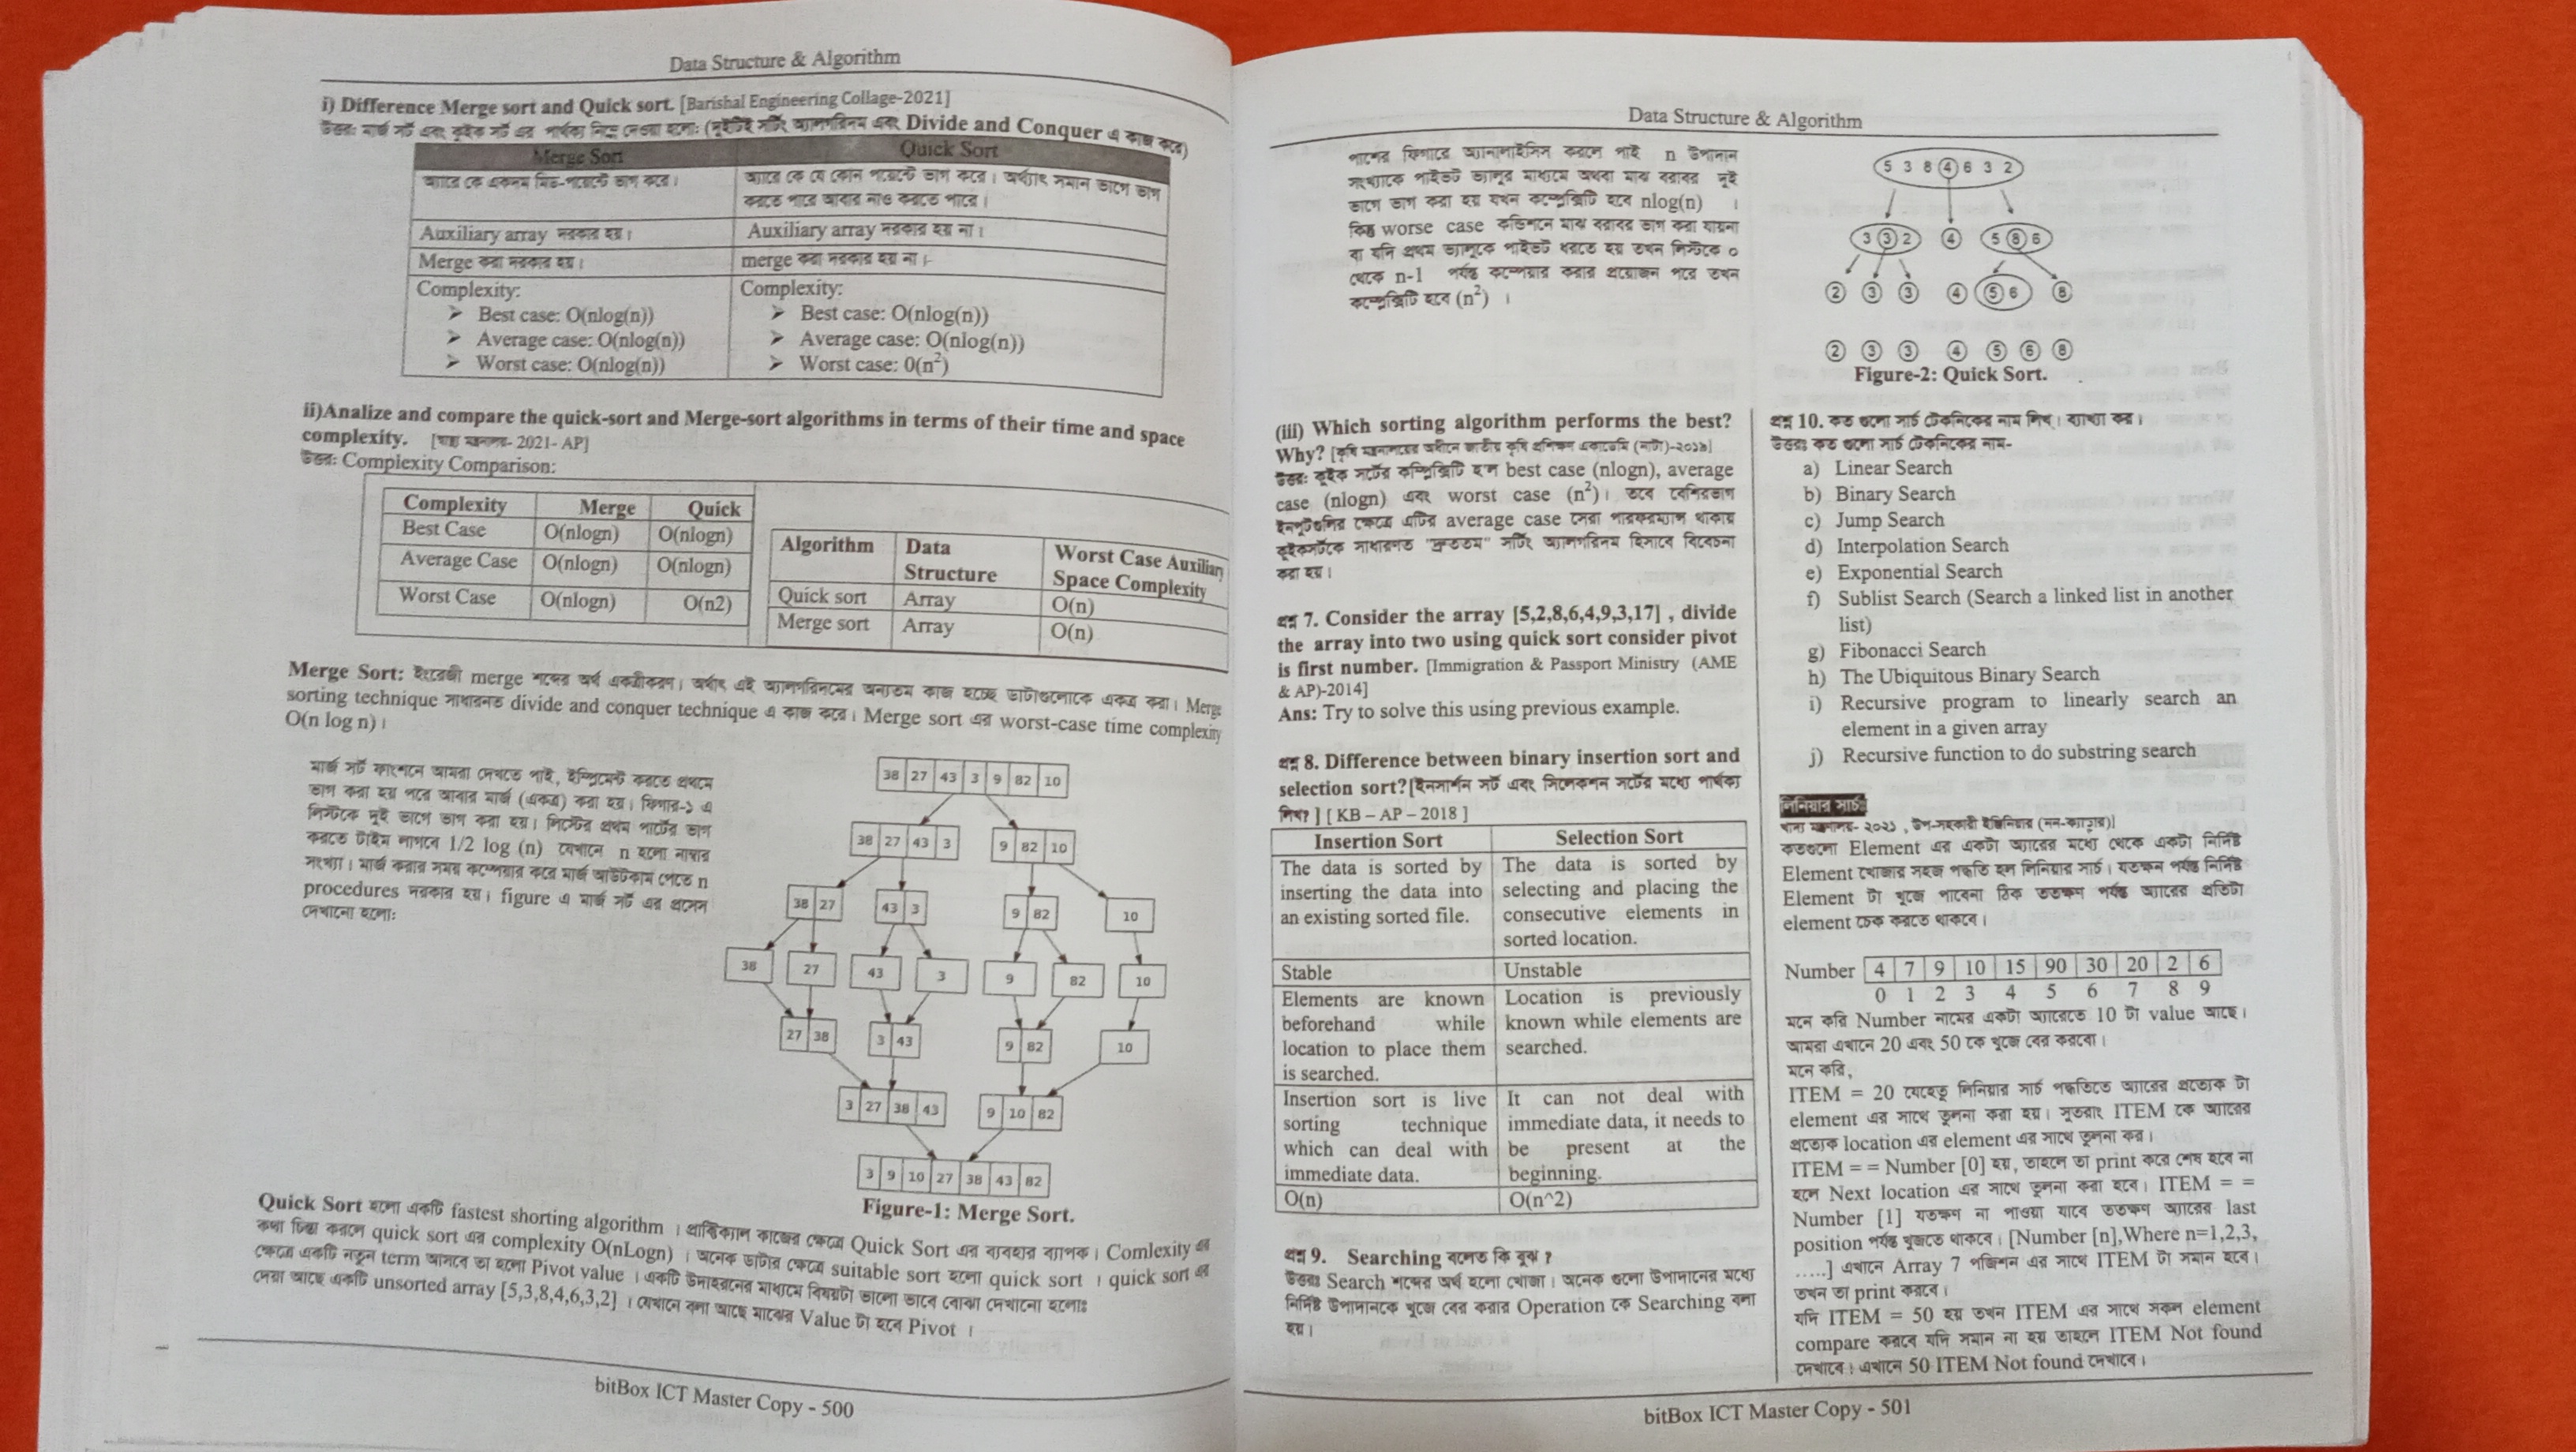 Data Structure & Algorithm
i) Difference Merge sort and Quick sort. [Barishal Engineering Collage-2021]
উত্তর: মার্জ সর্ট এবং কুইক সর্ট এর পার্থক্য নিম্নে দেওয়া হলো: (দুইটিই সর্টিং অ্যালগরিদম এবং Divide and Conquer এ কাজ করে)
Merge Sort
Quick Sort
অ্যারে কে একদম মিড-পয়েন্টে ভাগ করে।
অ্যারে কে যে কোন পয়েন্টে ভাগ করে। অর্থ্যাৎ সমান ভাগে ভাগ
করতে পারে আবার নাও করতে পারে।
Auxiliary array দরকার হয়।
Auxiliary array দরকার হয় না।
Merge করা দরকার হয়।
merge করা দরকার হয় না।
Complexity:
➢ Best case: O(nlog(n))
➢ Average case: O(nlog(n))
➢ Worst case: O(nlog(n))
Complexity:
➢ Best case: O(nlog(n))
➢ Average case: O(nlog(n))
➢ Worst case: 0(n²)
ii)Analize and compare the quick-sort and Merge-sort algorithms in terms of their time and space
complexity. [স্বাস্থ্য মন্ত্রনালয়- 2021- AP]
উত্তর: Complexity Comparison:
Complexity Merge Quick
Best Case O(nlogn) O(nlogn)
Average Case O(nlogn) O(nlogn)
Worst Case O(nlogn) O(n2)
Algorithm Data Structure Worst Case Auxiliary Space Complexity
Quick sort Array O(n)
Merge sort Array O(n)
Merge Sort: ইংরেজী merge শব্দের অর্থ একত্রীকরণ। অর্থাৎ এই অ্যালগরিদমের অন্যতম কাজ হচ্ছে ডাটাগুলোকে একত্র করা। Merge
sorting technique সাধারনত divide and conquer technique এ কাজ করে। Merge sort এর worst-case time complexity
O(n log n)।
মার্জ সর্ট ফাংশনে আমরা দেখতে পাই, ইম্প্লিমেন্ট করতে প্রথমে
ভাগ করা হয় পরে আবার মার্জ (একত্র) করা হয়। ফিগার-১ এ
লিস্টকে দুই ভাগে ভাগ করা হয়। লিস্টের প্রথম পার্টের ভাগ
করতে টাইম লাগবে 1/2 log (n) যেখানে n হলো নাম্বার
সংখ্যা। মার্জ করার সময় কম্পেয়ার করে মার্জ আউটকাম পেতে n
procedures দরকার হয়। figure এ মার্জ সর্ট এর প্রসেস
দেখানো হলো:
38 27 43 3 9 82 10
38 27 43 3 9 82 10
38 27 43 3 9 82 10
38 27 43 3 9 82 10
27 38 3 43 9 82 10
3 27 38 43 9 10 82
3 9 10 27 38 43 82
Figure-1: Merge Sort.
Quick Sort হলো একটি fastest shorting algorithm । প্রাক্টিক্যাল কাজের ক্ষেত্রে Quick Sort এর ব্যবহার ব্যাপক। Comlexity এর
কথা চিন্তা করলে quick sort এর complexity O(nLogn) । অনেক ডাটার ক্ষেত্রে suitable sort হলো quick sort । quick sort এর
ক্ষেত্রে একটি নতুন term আসবে তা হলো Pivot value । একটি উদাহরনের মাধ্যমে বিষয়টা ভালো ভাবে বোঝা দেখানো হলোঃ
দেয়া আছে একটি unsorted array [5,3,8,4,6,3,2] । যেখানে বলা আছে মাঝের Value টা হবে Pivot ।
bitBox ICT Master Copy - 500
Data Structure & Algorithm
পাশের ফিগারে অ্যানালাইসিস করলে পাই n উপাদান
সংখ্যাকে পাইভট ভ্যালুর মাধ্যমে অথবা মাঝ বরাবর দুই
ভাগে ভাগ করা হয় যখন কমপ্লেক্সিটি হবে nlog(n) ।
কিন্তু worse case কন্ডিশনে মাঝ বরাবর ভাগ করা যায়না
বা যদি প্রথম ভ্যালুকে পাইভট ধরতে হয় তখন লিস্টকে ০
থেকে n-1 পর্যন্ত কম্পেয়ার করার প্রয়োজন পরে তখন
কমপ্লেক্সিটি হবে (n²) ।
5 3 8 4 6 3 2
3 3 2 4 5 8 6
2 3 3 4 5 6 8
2 3 3 4 5 6 8
Figure-2: Quick Sort.
(iii) Which sorting algorithm performs the best?
Why? [কৃষি মন্ত্রনালয়ের অধীনে জাতীয় কৃষি প্রশিক্ষণ একাডেমি (নাটা)-২০১৯]
উত্তর: কুইক সর্টের কম্প্লিক্সিটি হল best case (nlogn), average
case (nlogn) এবং worst case (n²)। তবে বেশিরভাগ
ইনপুটগুলির ক্ষেত্রে এটির average case সেরা পারফরম্যান্স থাকায়
কুইকসর্টকে সাধারনত "দ্রুততম" সর্টিং অ্যালগরিদম হিসাবে বিবেচনা
করা হয়।
প্রশ্ন 7. Consider the array [5,2,8,6,4,9,3,17] , divide
the array into two using quick sort consider pivot
is first number. [Immigration & Passport Ministry (AME
& AP)-2014]
Ans: Try to solve this using previous example.
প্রশ্ন 8. Difference between binary insertion sort and
selection sort?[ইনসার্শন সর্ট এবং সিলেকশন সর্টের মধ্যে পার্থক্য
লিখ? ] [ KB – AP – 2018 ]
Insertion Sort
Selection Sort
The data is sorted by
inserting the data into
an existing sorted file.
The data is sorted by
selecting and placing the
consecutive elements in
sorted location.
Stable
Unstable
Elements are known
beforehand while
location to place them
is searched.
Location is previously
known while elements are
searched.
Insertion sort is live
sorting technique
which can deal with
immediate data.
It can not deal with
immediate data, it needs to
be present at the
beginning.
O(n)
O(n^2)
প্রশ্ন 9. Searching বলেত কি বুঝ ?
উত্তরঃ Search শব্দের অর্থ হলো খোজা। অনেক গুলো উপাদানের মধ্যে
নির্দিষ্ট উপাদানকে খুজে বের করার Operation কে Searching বলা
হয়।
প্রশ্ন 10. কত গুলো সার্চ টেকনিকের নাম লিখ। ব্যাখ্যা কর।
উত্তরঃ কত গুলো সার্চ টেকনিকের নাম-
a) Linear Search
b) Binary Search
c) Jump Search
d) Interpolation Search
e) Exponential Search
f) Sublist Search (Search a linked list in another
list)
g) Fibonacci Search
h) The Ubiquitous Binary Search
i) Recursive program to linearly search an
element in a given array
j) Recursive function to do substring search
লিনিয়ার সার্চঃ
খাদ্য মন্ত্রনালয়- ২০২১ , উপ-সহকারী ইঞ্জিনিয়ার (নন-ক্যাডার)]
কতগুলো Element এর একটা অ্যারের মধ্যে থেকে একটা নির্দিষ্ট
Element খোজার সহজ পদ্ধতি হল লিনিয়ার সার্চ। যতক্ষন পর্যন্ত নির্দিষ্ট
Element টা খুজে পাবেনা ঠিক ততক্ষণ পর্যন্ত অ্যারের প্রতিটা
element চেক করতে থাকবে।
Number 4 7 9 10 15 90 30 20 2 6
0 1 2 3 4 5 6 7 8 9
মনে করি Number নামের একটা অ্যারেতে 10 টা value আছে।
আমরা এখানে 20 এবং 50 কে খুজে বের করবো।
মনে করি,
ITEM = 20 যেহেতু লিনিয়ার সার্চ পদ্ধতিতে অ্যারের প্রত্যেক টা
element এর সাথে তুলনা করা হয়। সুতরাং ITEM কে অ্যারের
প্রত্যেক location এর element এর সাথে তুলনা কর।
ITEM = = Number [0] হয়, তাহলে তা print করে শেষ হবে না
হলে Next location এর সাথে তুলনা করা হবে। ITEM = =
Number [1] যতক্ষণ না পাওয়া যাবে ততক্ষণ অ্যারের last
position পর্যন্ত খুজতে থাকবে। [Number [n],Where n=1,2,3,
.....] এখানে Array 7 পজিশন এর সাথে ITEM টা সমান হবে।
তখন তা print করবে।
যদি ITEM = 50 হয় তখন ITEM এর সাথে সকল element
compare করবে যদি সমান না হয় তাহলে ITEM Not found
দেখাবে। এখানে 50 ITEM Not found দেখাবে।
bitBox ICT Master Copy - 501